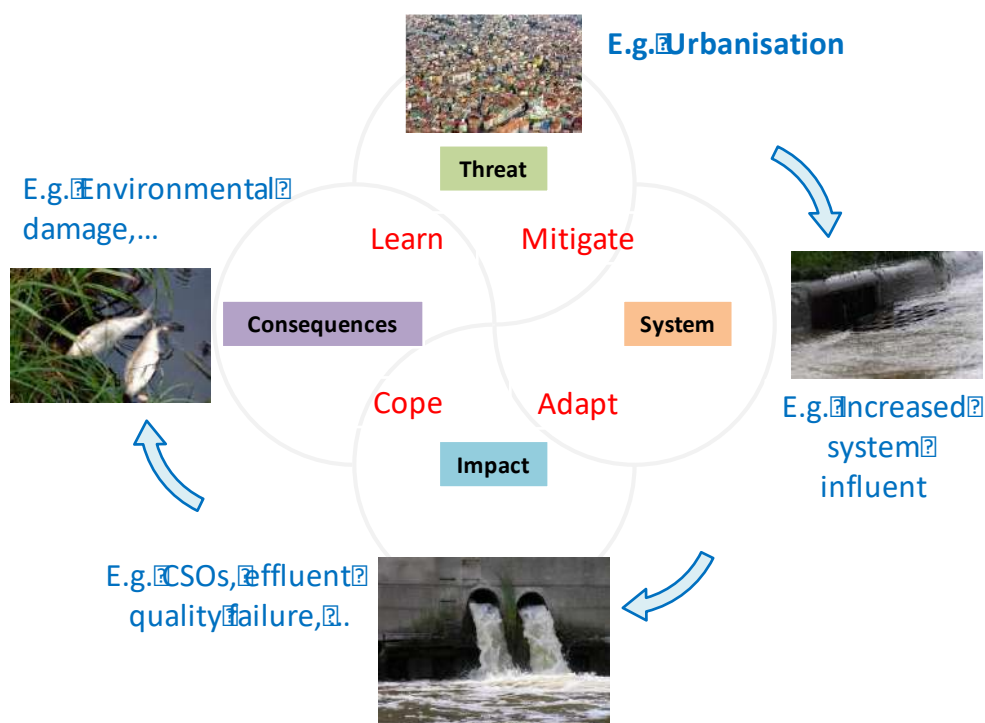 E.g. Urbanisation
Threat
E.g. Environmental
damage,...
Learn
Mitigate
Consequences
System
Cope
Adapt
E.g. Increased
system
influent
Impact
E.g. CSOs, effluent
quality failure,...